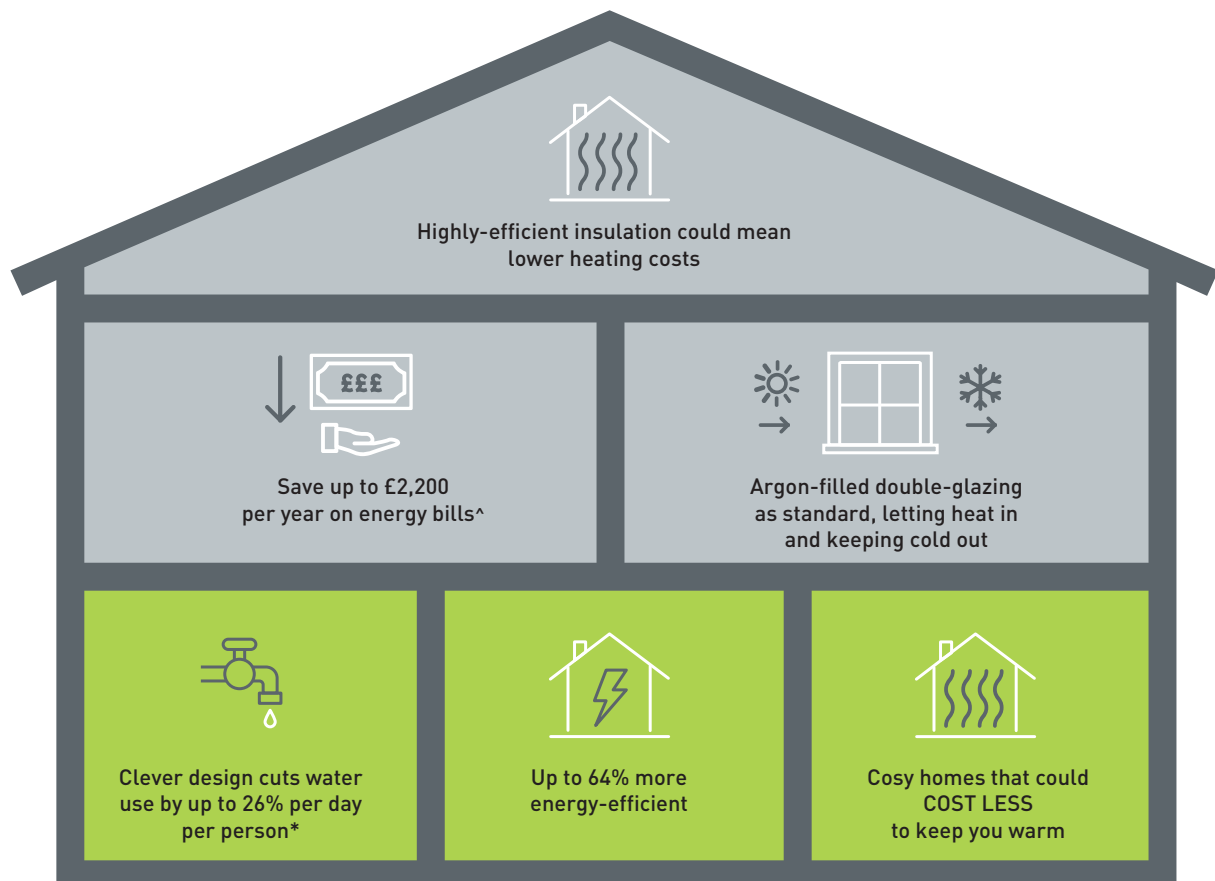 Highly-efficient insulation could mean
lower heating costs
£££
Save up to £2,200
per year on energy bills^
Argon-filled double-glazing
as standard, letting heat in
and keeping cold out
Clever design cuts water
use by up to 26% per day
per person*
Up to 64% more
energy-efficient
Cosy homes that could
COST LESS
to keep you warm